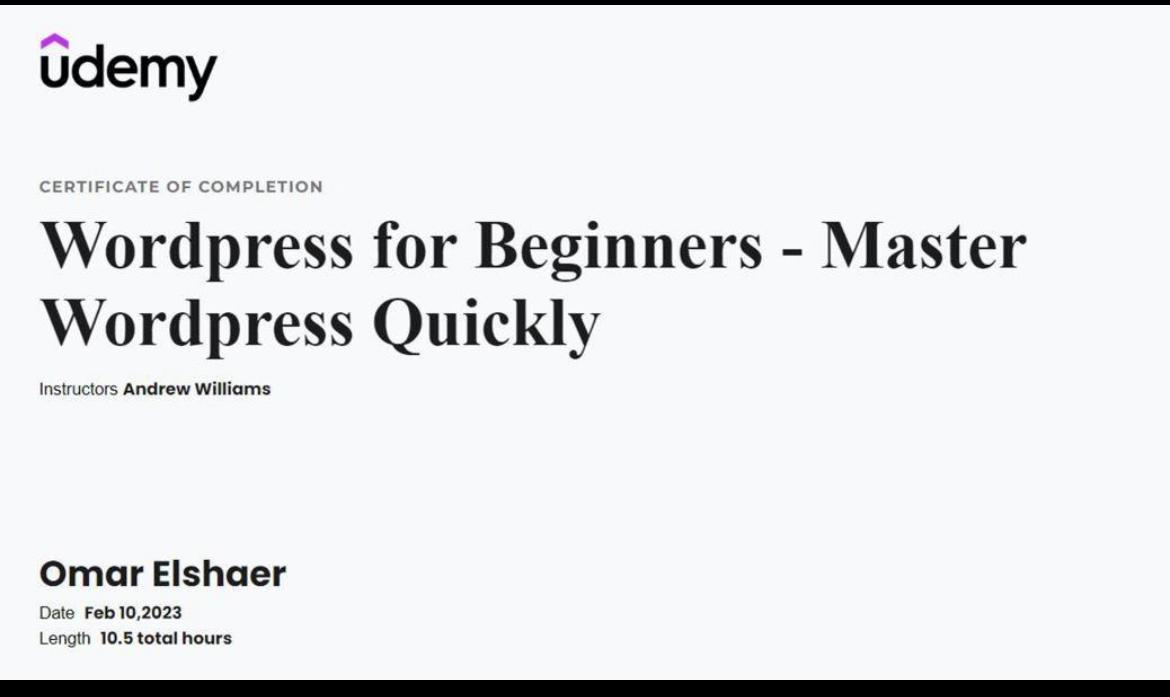 udemy
CERTIFICATE OF COMPLETION
Wordpress for Beginners - Master
Wordpress Quickly
Instructors Andrew Williams
Omar Elshaer
Date Feb 10,2023
Length 10.5 total hours